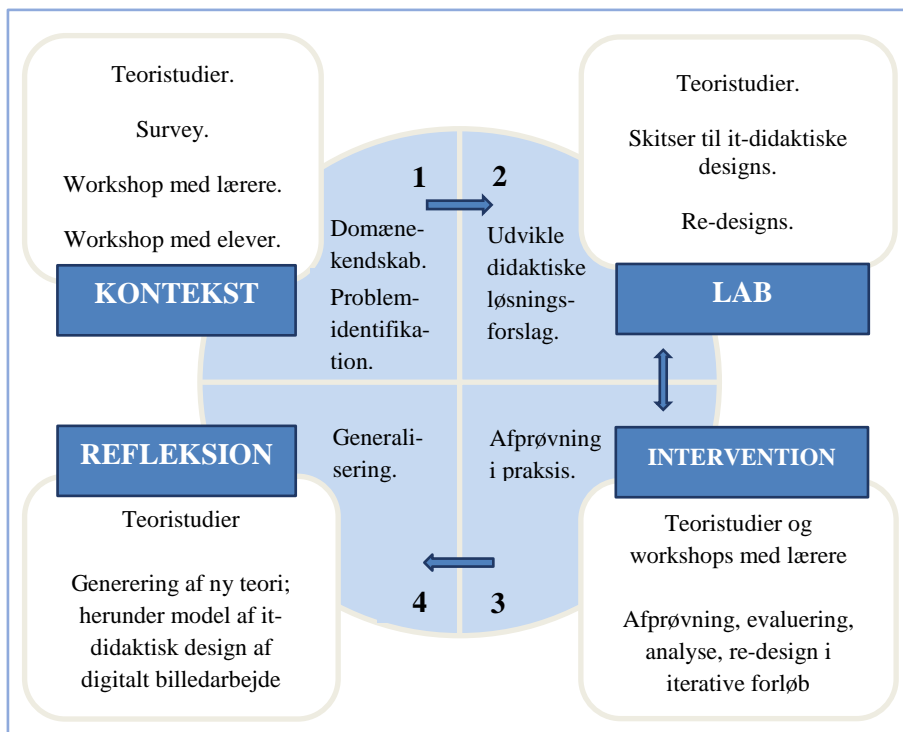 Teoristudier.
Survey.
Workshop med lærere.
Workshop med elever.
KONTEKST
1
Domæne-
kendskab.
Problem-
identifika-
tion.
2
Udvikle
didaktiske
løsnings-
forslag.
Teoristudier.
Skitser til it-didaktiske
designs.
Re-designs.
LAB
INTERVENTION
Teoristudier og
workshops med lærere
Afprøvning, evaluering,
analyse, re-design i
iterative forløb
Afprøvning
i praksis.
3
Generali-
sering.
4
REFLEKSION
Teoristudier
Generering af ny teori;
herunder model af it-
didaktisk design af
digitalt billedarbejde